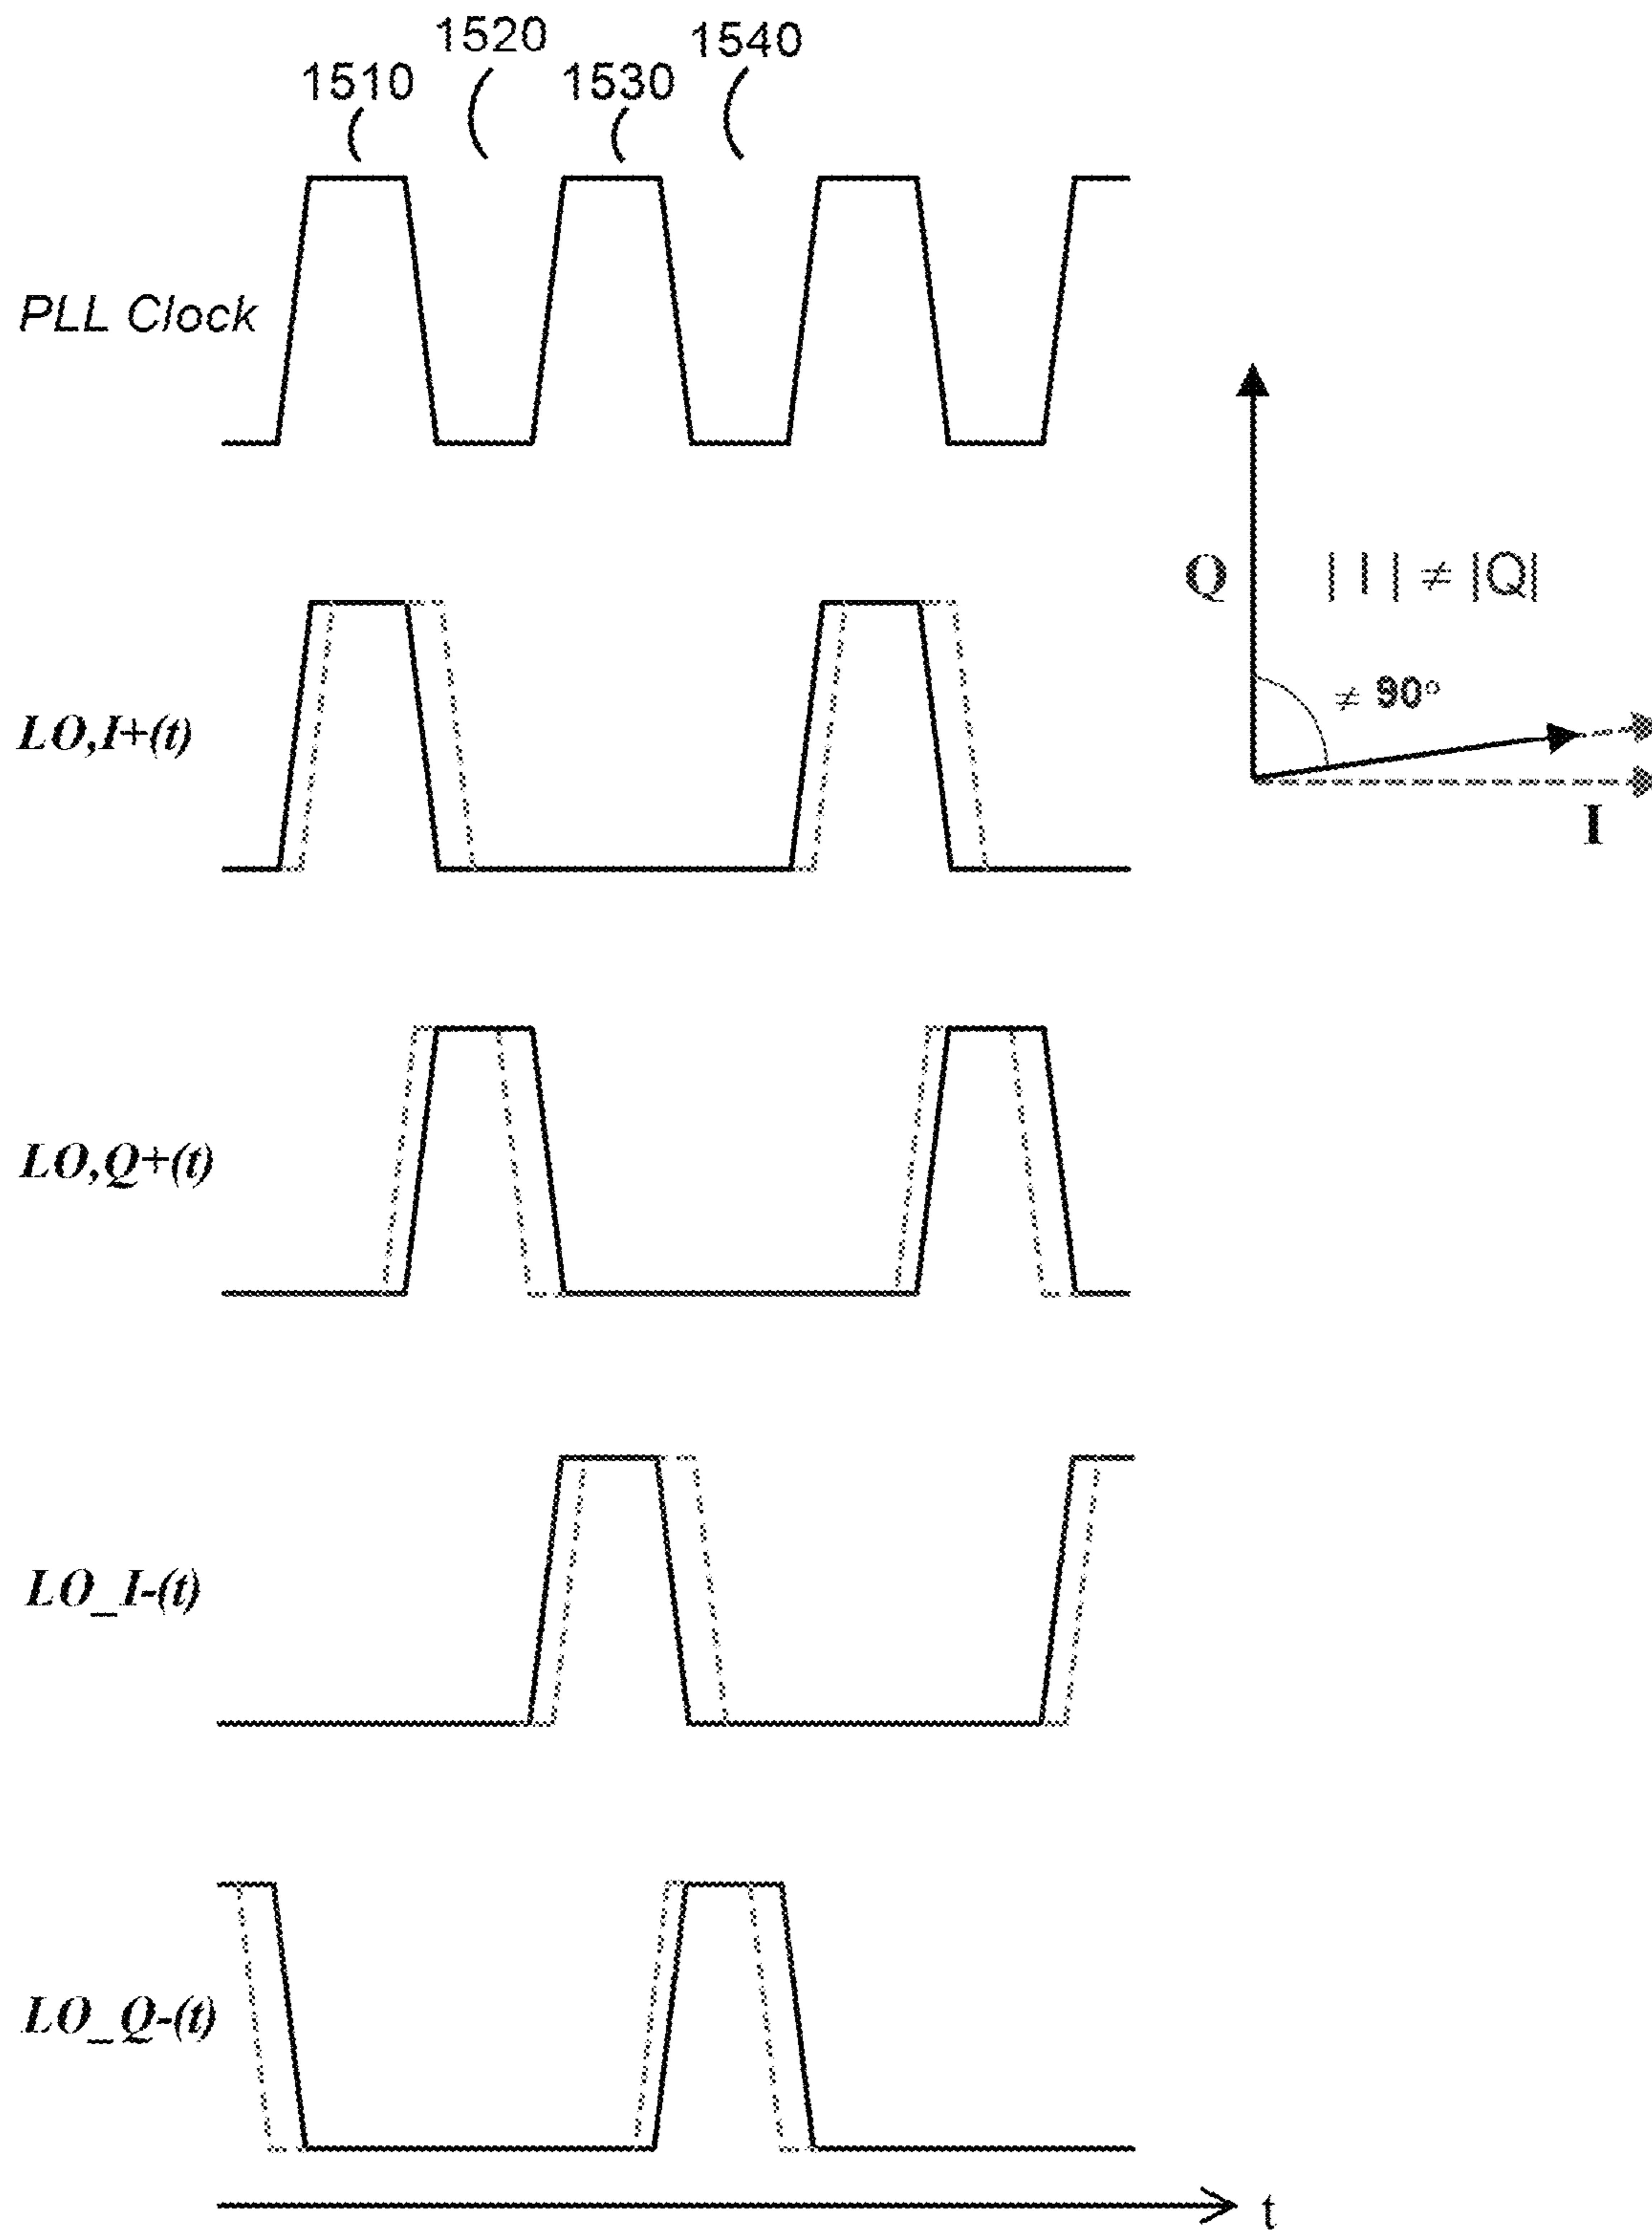 1510
1520
1530
1540
PLL Clock
Q
| I | ≠ |Q|
≠ 90°
I
LO,I+(t)
LO,Q+(t)
LO_I-(t)
LO_Q-(t)
t